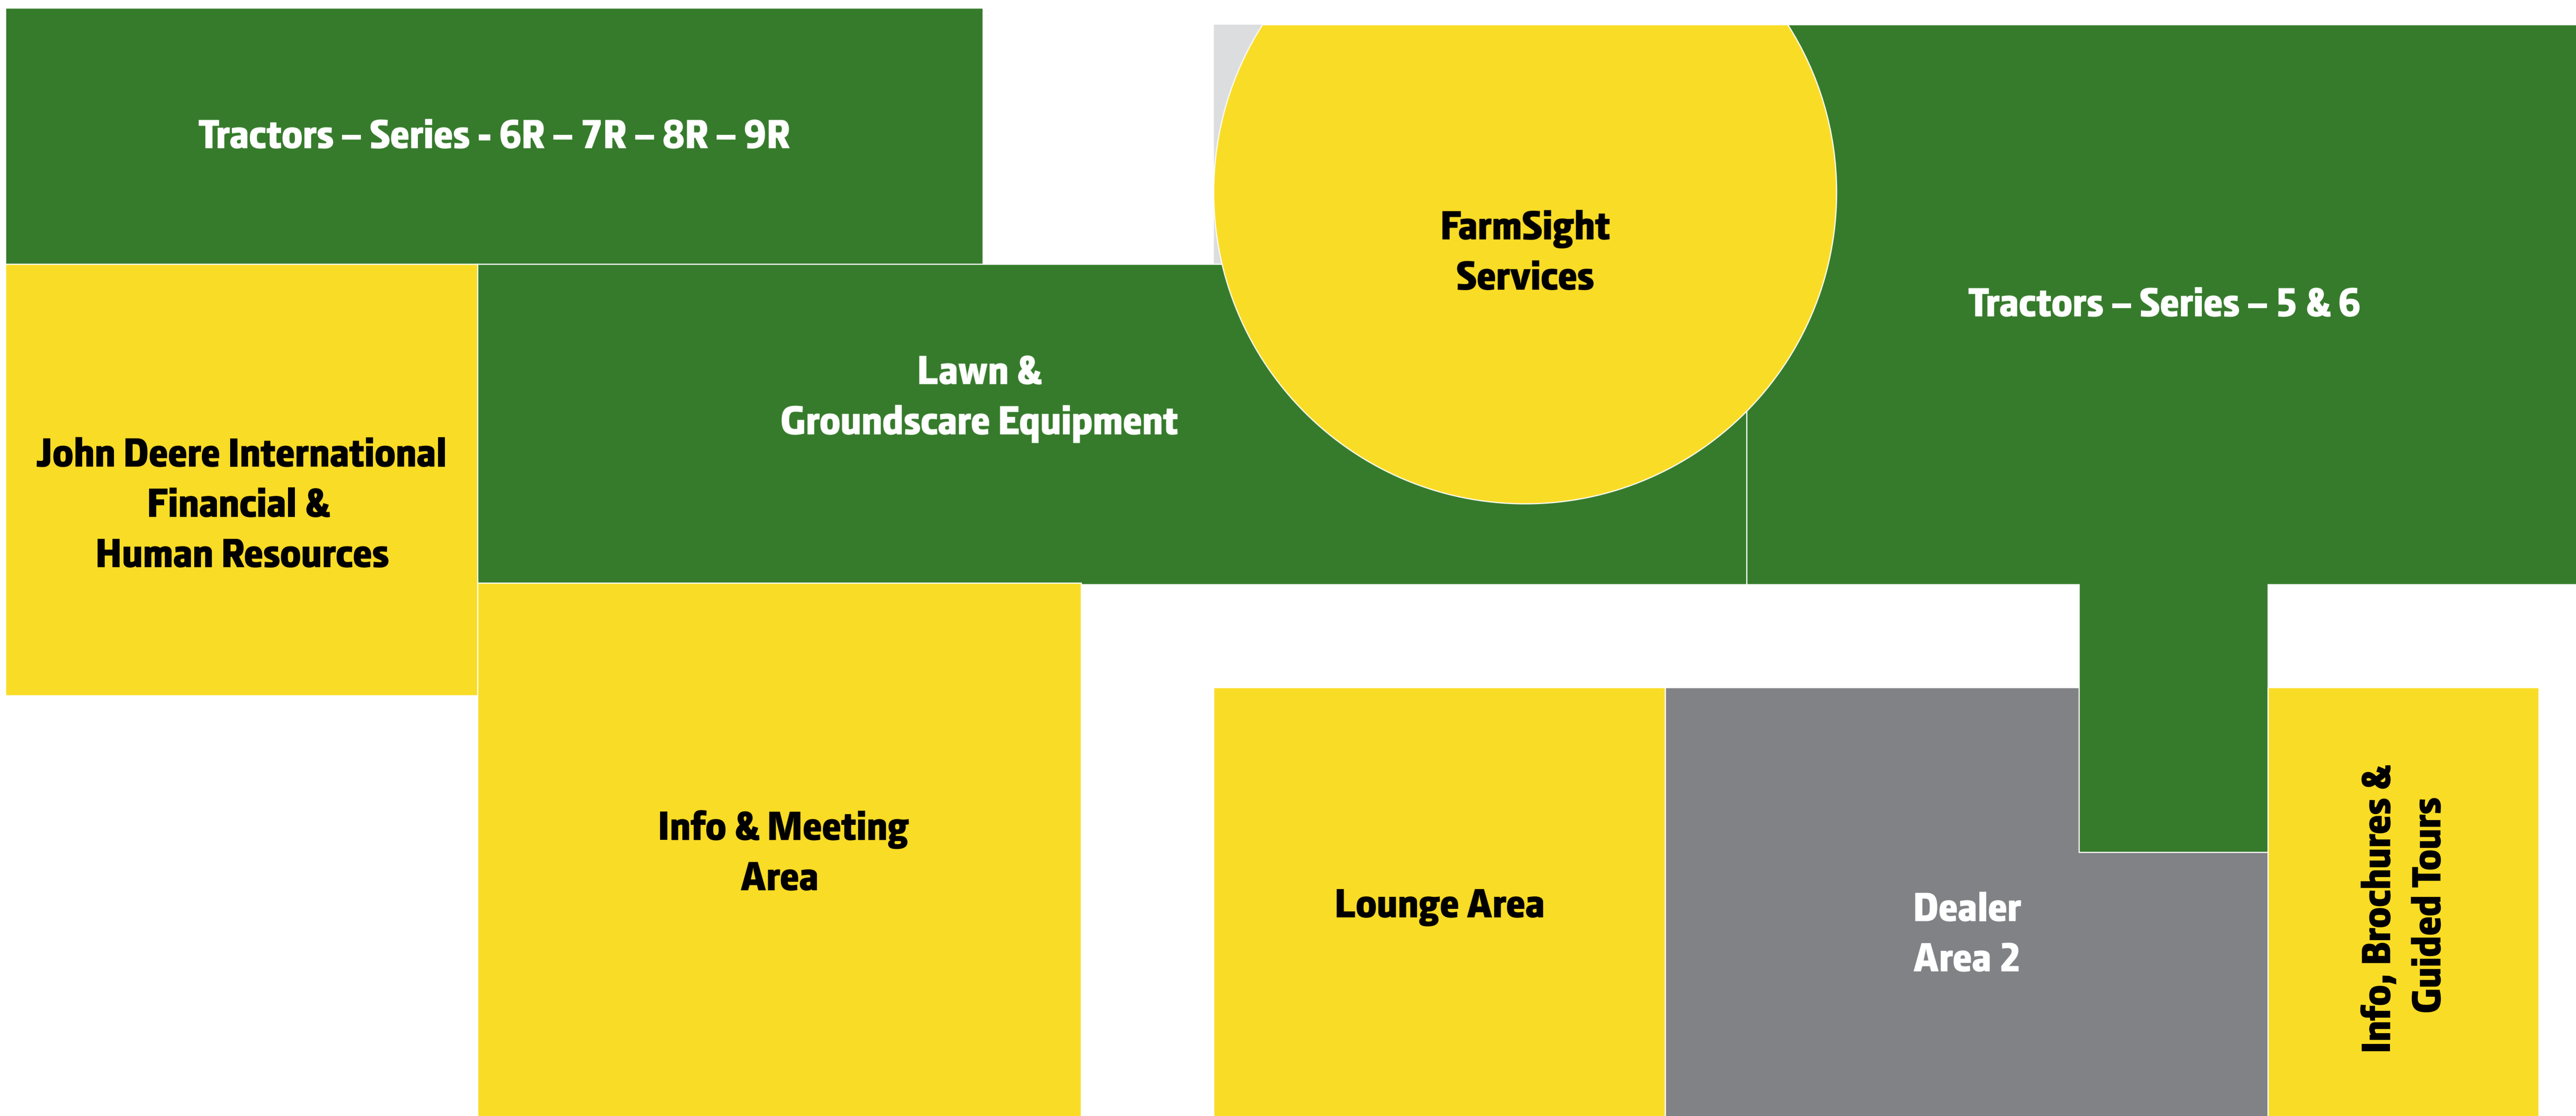 Tractors – Series - 6R – 7R – 8R – 9R
FarmSight
Services
Tractors – Series – 5 & 6
Lawn &
Groundscare Equipment
John Deere International
Financial &
Human Resources
Info & Meeting
Area
Lounge Area
Dealer
Area 2
Info, Brochures &
Guided Tours